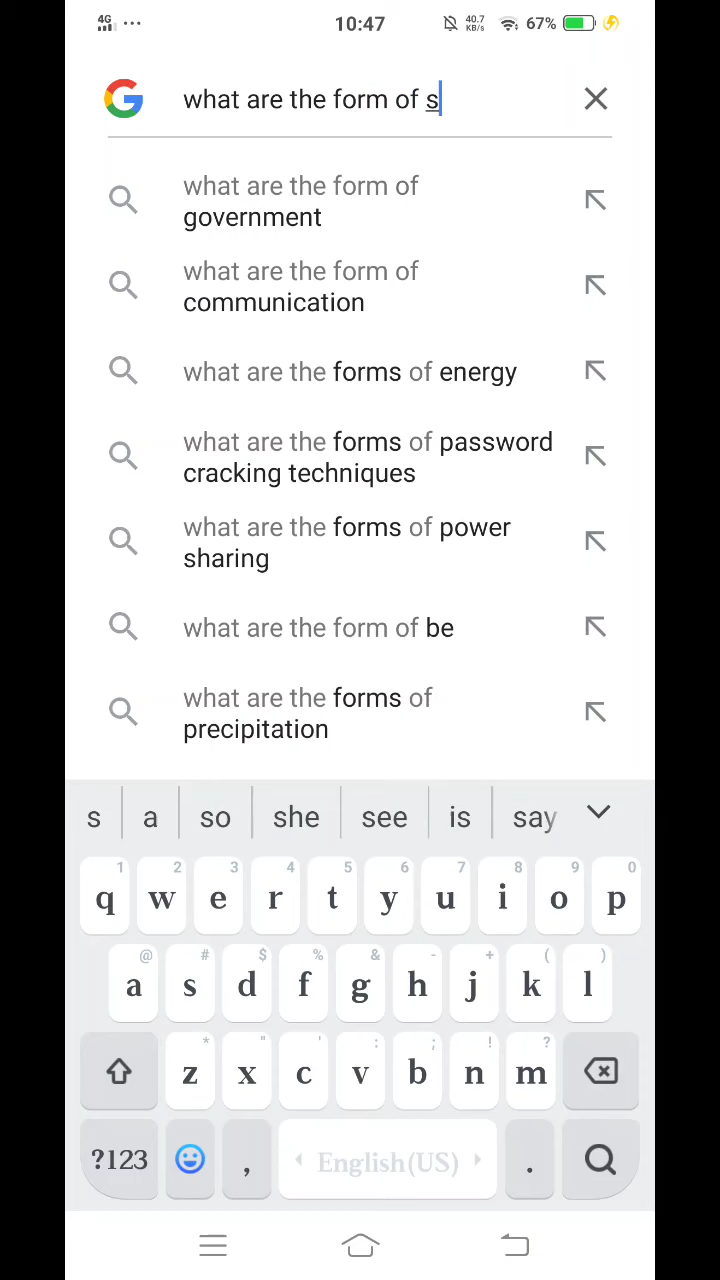 4G ... 10:47 40.7 KB/s 67%
what are the form of s
what are the form of
government
what are the form of
communication
what are the forms of energy
what are the forms of password
cracking techniques
what are the forms of power
sharing
what are the form of be
what are the forms of
precipitation
s a so she see is say
1 2 3 4 5 6 7 8 9 0
q w e r t y u i o p
@ # $ % & - + ( )
a s d f g h j k l
* " ' : ; ! ?
z x c v b n m
?123 , English(US) .